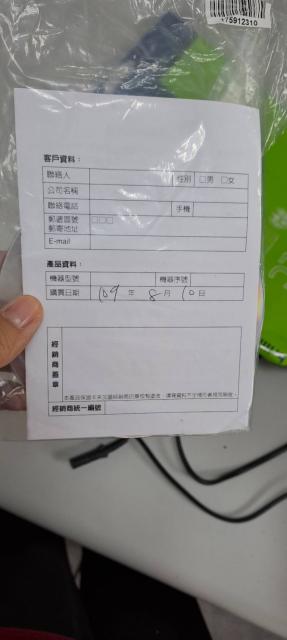 75912310
客戶資料：
聯絡人 性別 □男 □女
公司名稱
聯絡電話 手機
郵遞區號 □□□
郵寄地址
E-mail
產品資料：
機器型號 機器序號
購買日期 109 年 8 月 10 日
經銷商蓋章
經銷商統一編號